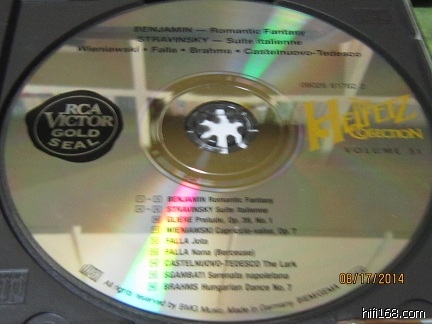 BENJAMIN — Romantic Fantasy
STRAVINSKY — Suite Italienne
Wieniawski • Falla • Brahms • Castelnuovo-Tedesco
RCA
VICTOR
GOLD
SEAL
HEIFETZ
COLLECTION
VOLUME 31
BENJAMIN Romantic Fantasy
STRAVINSKY Suite Italienne
GLIERE Prelude, Op. 39, No. 1
WIENIAWSKI Capriccio-valse, Op. 7
FALLA Jota
FALLA Nana (Berceuse)
CASTELNUOVO-TEDESCO The Lark
SGAMBATI Serenata napoletana
BRAHMS Hungarian Dance No. 7
All rights reserved by BMG Music. Made in Germany
08/17/2014
hifi168.com